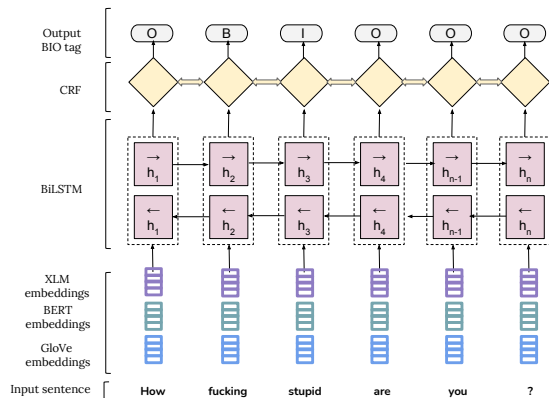 Output
BIO tag
O B I O O O
CRF
BiLSTM
→ → → → → →
h1 h2 h3 h4 hn-1 hn
← ← ← ← ← ←
h1 h2 h3 h4 hn-1 hn
XLM
embeddings
BERT
embeddings
GloVe
embeddings
Input sentence How fucking stupid are you ?